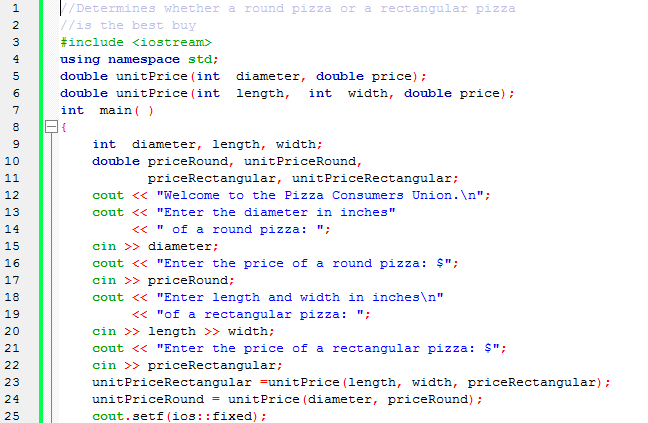 1 //Determines whether a round pizza or a rectangular pizza
2 //is the best buy
3 #include <iostream>
4 using namespace std;
5 double unitPrice(int  diameter, double price);
6 double unitPrice(int  length,  int  width, double price);
7 int  main( )
8 {
9     int  diameter, length, width;
10     double priceRound, unitPriceRound,
11            priceRectangular, unitPriceRectangular;
12     cout << "Welcome to the Pizza Consumers Union.\n";
13     cout << "Enter the diameter in inches"
14          << " of a round pizza: ";
15     cin >> diameter;
16     cout << "Enter the price of a round pizza: $";
17     cin >> priceRound;
18     cout << "Enter length and width in inches\n"
19          << "of a rectangular pizza: ";
20     cin >> length >> width;
21     cout << "Enter the price of a rectangular pizza: $";
22     cin >> priceRectangular;
23     unitPriceRectangular =unitPrice(length, width, priceRectangular);
24     unitPriceRound = unitPrice(diameter, priceRound);
25     cout.setf(ios::fixed);